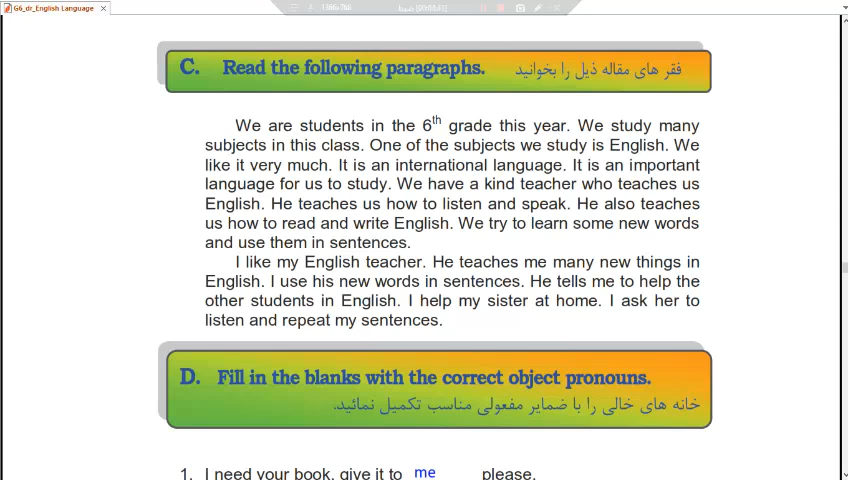 G6_dr_English Language
1366x766
C. Read the following paragraphs. فقر های مقاله ذیل را بخوانید
We are students in the 6th grade this year. We study many
subjects in this class. One of the subjects we study is English. We
like it very much. It is an international language. It is an important
language for us to study. We have a kind teacher who teaches us
English. He teaches us how to listen and speak. He also teaches
us how to read and write English. We try to learn some new words
and use them in sentences.
I like my English teacher. He teaches me many new things in
English. I use his new words in sentences. He tells me to help the
other students in English. I help my sister at home. I ask her to
listen and repeat my sentences.
D. Fill in the blanks with the correct object pronouns.
خانه های خالی را با ضمایر مفعولی مناسب تکمیل نمائید.
1. I need your book, give it to me please.